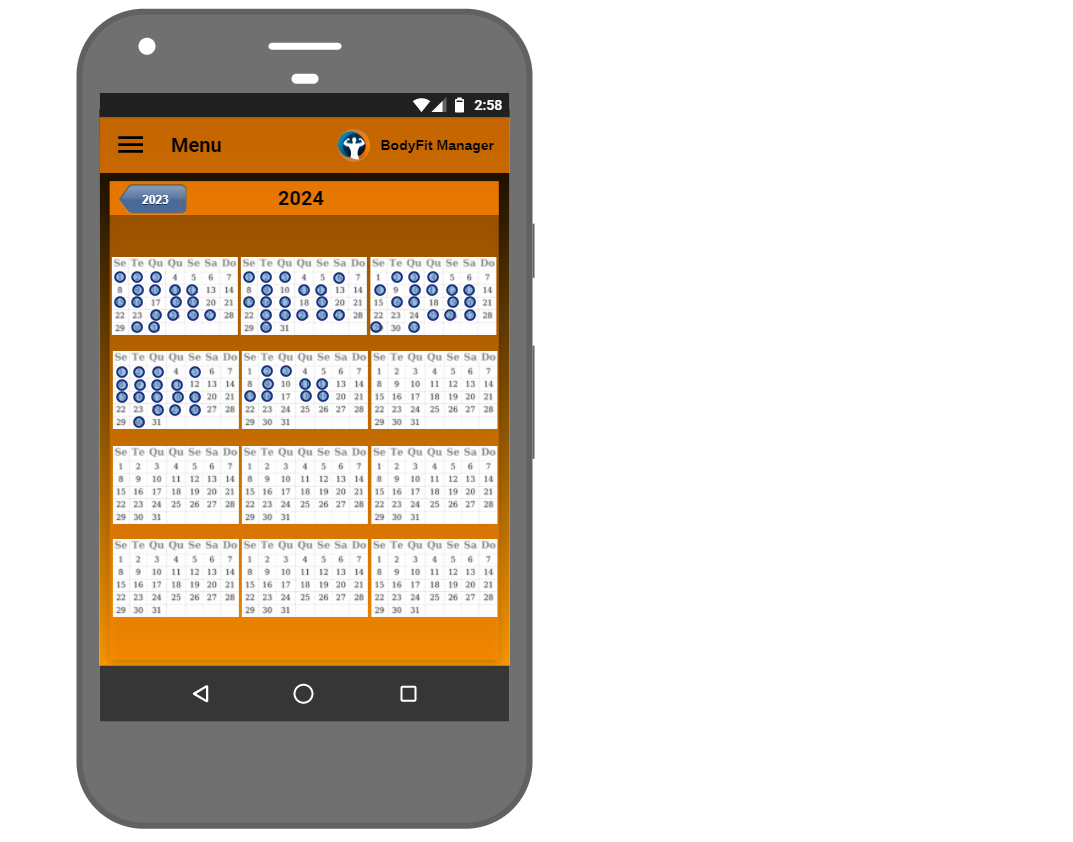 2:58
Menu
BodyFit Manager
2023
2024
Se Te Qu Qu Se Sa Do
4 5 6 7
8 13 14
17 20 21
22 23 28
29
Se Te Qu Qu Se Sa Do
4 5 7
8 10 13 14
18 20 21
22 28
29 31
Se Te Qu Qu Se Sa Do
1 5 6 7
9 14
15 18 21
22 23 24 28
30
Se Te Qu Qu Se Sa Do
4 6 7
12 13 14
20 21
22 23 27 28
29 31
Se Te Qu Qu Se Sa Do
1 4 5 6 7
8 10 13 14
17 20 21
22 23 24 25 26 27 28
29 30 31
Se Te Qu Qu Se Sa Do
1 2 3 4 5 6 7
8 9 10 11 12 13 14
15 16 17 18 19 20 21
22 23 24 25 26 27 28
29 30 31
Se Te Qu Qu Se Sa Do
1 2 3 4 5 6 7
8 9 10 11 12 13 14
15 16 17 18 19 20 21
22 23 24 25 26 27 28
29 30 31
Se Te Qu Qu Se Sa Do
1 2 3 4 5 6 7
8 9 10 11 12 13 14
15 16 17 18 19 20 21
22 23 24 25 26 27 28
29 30 31
Se Te Qu Qu Se Sa Do
1 2 3 4 5 6 7
8 9 10 11 12 13 14
15 16 17 18 19 20 21
22 23 24 25 26 27 28
29 30 31
Se Te Qu Qu Se Sa Do
1 2 3 4 5 6 7
8 9 10 11 12 13 14
15 16 17 18 19 20 21
22 23 24 25 26 27 28
29 30 31
Se Te Qu Qu Se Sa Do
1 2 3 4 5 6 7
8 9 10 11 12 13 14
15 16 17 18 19 20 21
22 23 24 25 26 27 28
29 30 31
Se Te Qu Qu Se Sa Do
1 2 3 4 5 6 7
8 9 10 11 12 13 14
15 16 17 18 19 20 21
22 23 24 25 26 27 28
29 30 31